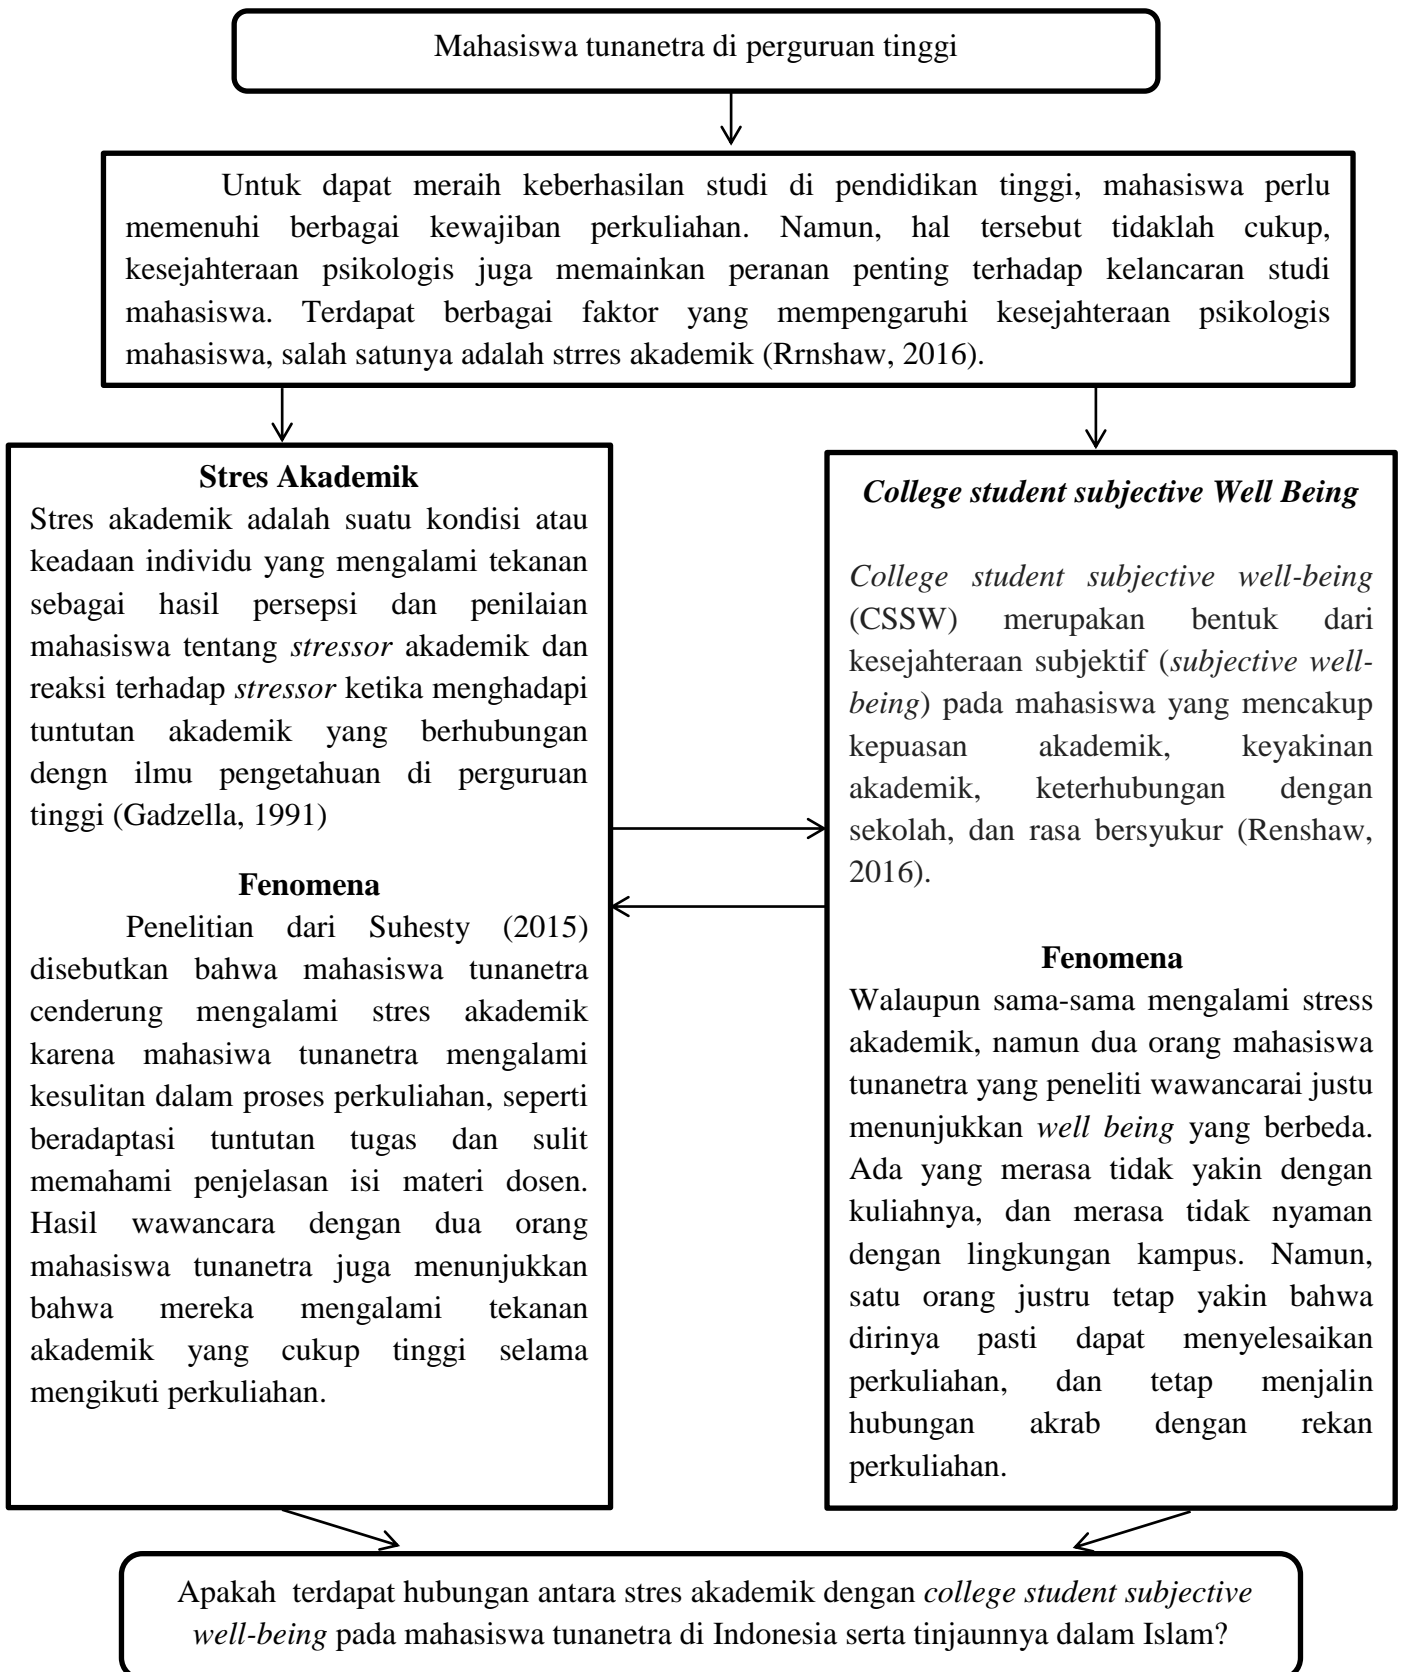 Mahasiswa tunanetra di perguruan tinggi
Untuk dapat meraih keberhasilan studi di pendidikan tinggi, mahasiswa perlu
memenuhi berbagai kewajiban perkuliahan. Namun, hal tersebut tidaklah cukup,
kesejahteraan psikologis juga memainkan peranan penting terhadap kelancaran studi
mahasiswa. Terdapat berbagai faktor yang mempengaruhi kesejahteraan psikologis
mahasiswa, salah satunya adalah strres akademik (Rrnshaw, 2016).
Stres Akademik
Stres akademik adalah suatu kondisi atau
keadaan individu yang mengalami tekanan
sebagai hasil persepsi dan penilaian
mahasiswa tentang stressor akademik dan
reaksi terhadap stressor ketika menghadapi
tuntutan akademik yang berhubungan
dengn ilmu pengetahuan di perguruan
tinggi (Gadzella, 1991)
Fenomena
Penelitian dari Suhesty (2015)
disebutkan bahwa mahasiswa tunanetra
cenderung mengalami stres akademik
karena mahasiwa tunanetra mengalami
kesulitan dalam proses perkuliahan, seperti
beradaptasi tuntutan tugas dan sulit
memahami penjelasan isi materi dosen.
Hasil wawancara dengan dua orang
mahasiswa tunanetra juga menunjukkan
bahwa mereka mengalami tekanan
akademik yang cukup tinggi selama
mengikuti perkuliahan.
College student subjective Well Being
College student subjective well-being
(CSSW) merupakan bentuk dari
kesejahteraan subjektif (subjective well-
being) pada mahasiswa yang mencakup
kepuasan akademik, keyakinan
akademik, keterhubungan dengan
sekolah, dan rasa bersyukur (Renshaw,
2016).
Fenomena
Walaupun sama-sama mengalami stress
akademik, namun dua orang mahasiswa
tunanetra yang peneliti wawancarai justu
menunjukkan well being yang berbeda.
Ada yang merasa tidak yakin dengan
kuliahnya, dan merasa tidak nyaman
dengan lingkungan kampus. Namun,
satu orang justru tetap yakin bahwa
dirinya pasti dapat menyelesaikan
perkuliahan, dan tetap menjalin
hubungan akrab dengan rekan
perkuliahan.
Apakah terdapat hubungan antara stres akademik dengan college student subjective
well-being pada mahasiswa tunanetra di Indonesia serta tinjaunnya dalam Islam?